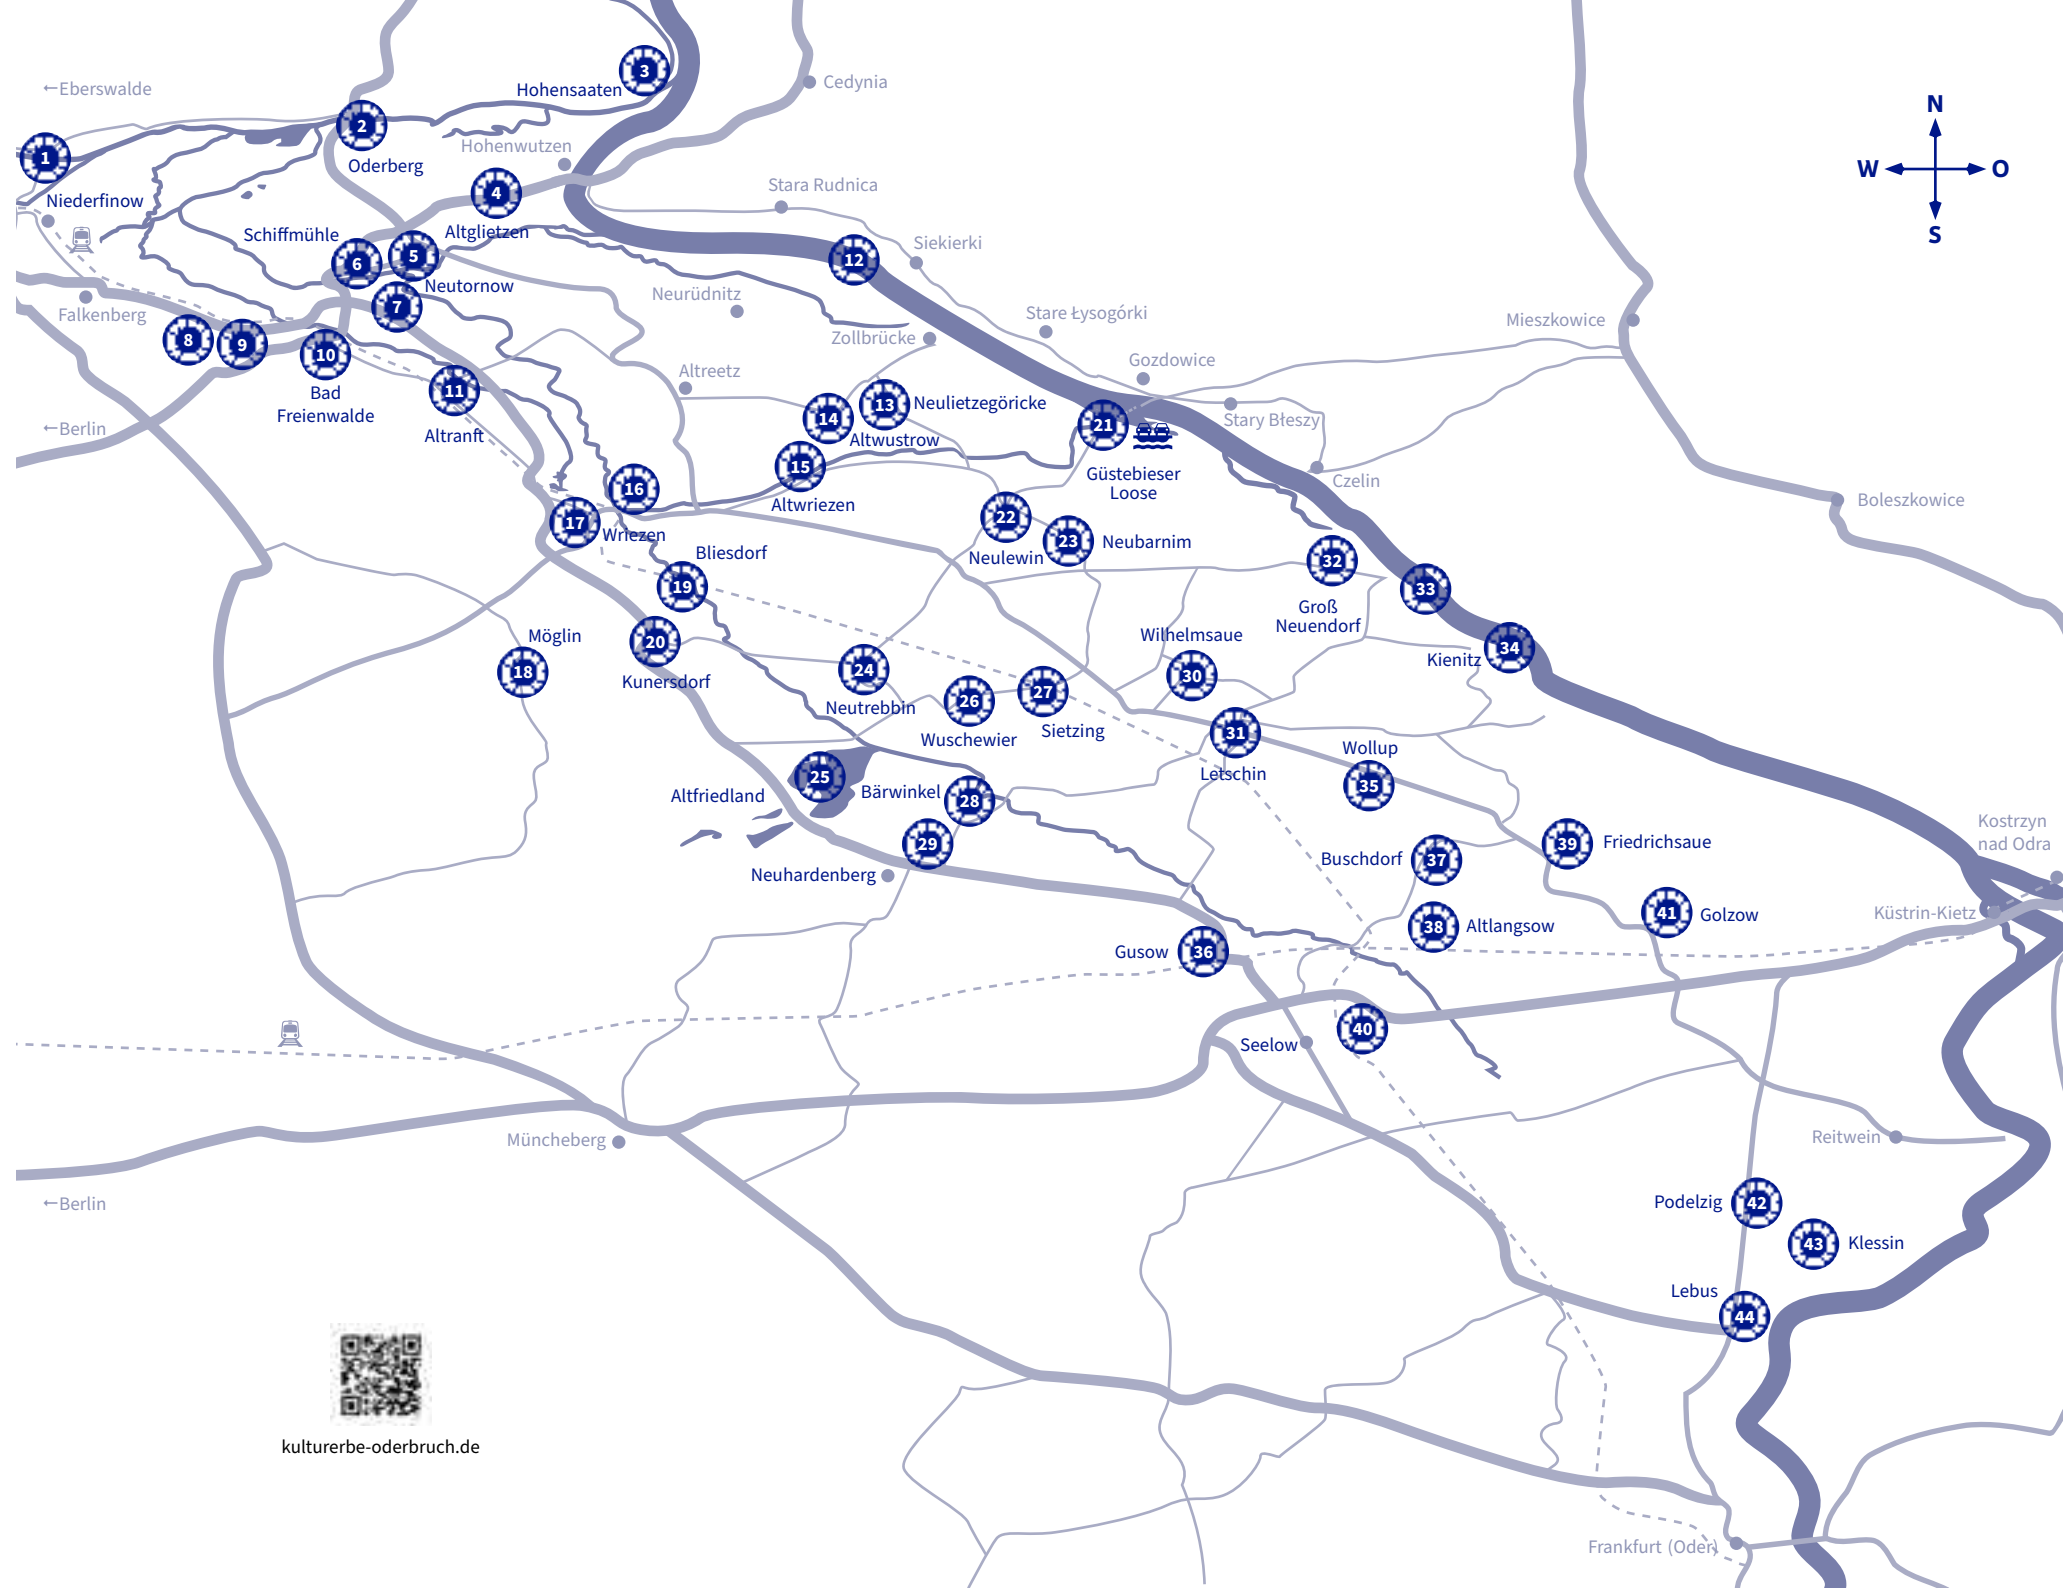 3
Hohensaaten
Cedynia
←Eberswalde
N
W O
S
2
Oderberg
1
Niederfinow
Hohenwutzen
4
Altglietzen
Stara Rudnica
Schiffmühle
6
5
Neutornow
7
12
Siekierki
Falkenberg
Neurüdnitz
Zollbrücke
Stare Łysogórki
Mieszkowice
8
9
10
Bad
Freienwalde
11
Altranft
Altreetz
Gozdowice
Stary Błeszy
←Berlin
13
Neulietzegöricke
14
Altwustrow
15
Altwriezen
21
Güstebieser
Loose
Czelin
Boleszkowice
16
17
Wriezen
22
Neulewin
23
Neubarnim
Bliesdorf
19
32
Groß
Neuendorf
33
Möglin
18
20
Kunersdorf
24
Neutrebbin
26
Wuschewier
27
Sietzing
Wilhelmsaue
30
Kienitz
34
31
Letschin
Wollup
35
25
Altfriedland
Bärwinkel
28
29
Neuhardenberg
Buschdorf
37
39
Friedrichsaue
Kostrzyn
nad Odra
38
Altlangsow
41
Golzow
Küstrin-Kietz
Gusow
36
40
Seelow
Müncheberg
Reitwein
←Berlin
Podelzig
42
43
Klessin
Lebus
44
kulturerbe-oderbruch.de
Frankfurt (Oder)